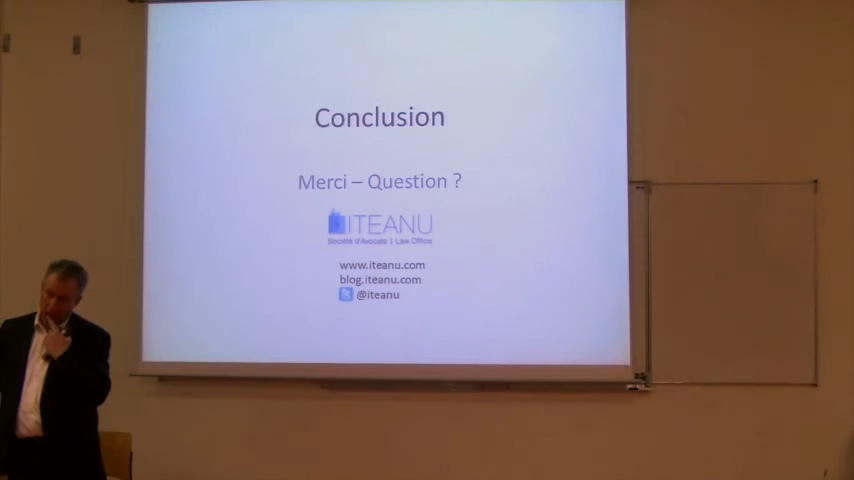 Conclusion
Merci – Question ?
ITEANU
Société d'Avocats | Law Office
www.iteanu.com
blog.iteanu.com
@iteanu